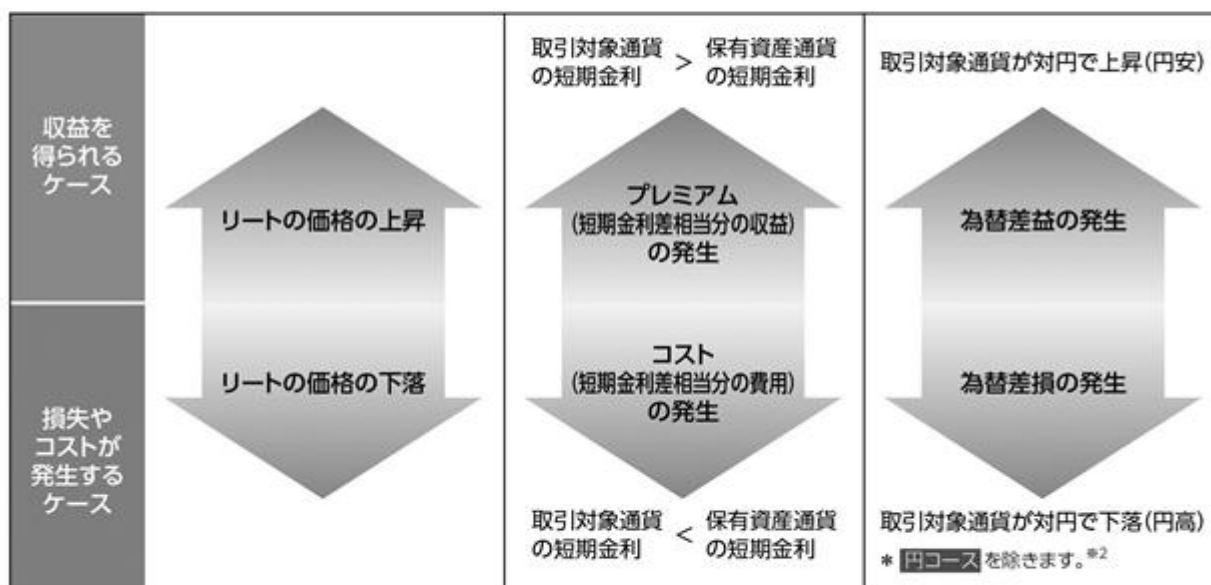 収益を
得られる
ケース
損失や
コストが
発生する
ケース
リートの価格の上昇
リートの価格の下落
取引対象通貨
の短期金利
>
保有資産通貨
の短期金利
プレミアム
(短期金利差相当分の収益)
の発生
コスト
(短期金利差相当分の費用)
の発生
取引対象通貨
の短期金利
<
保有資産通貨
の短期金利
取引対象通貨が対円で上昇(円安)
為替差益の発生
為替差損の発生
取引対象通貨が対円で下落(円高)
* 円コース を除きます。※2